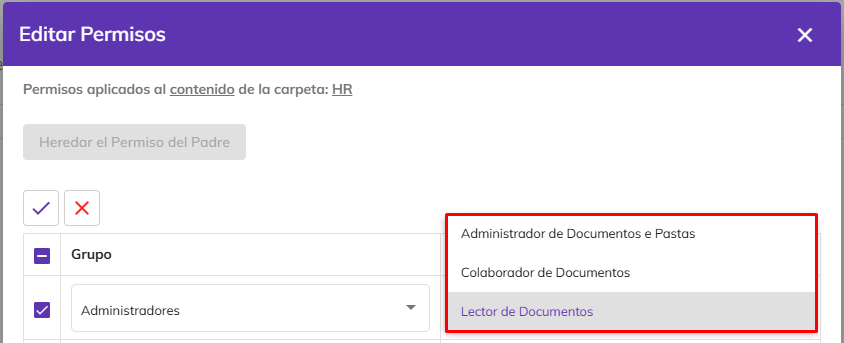 Editar Permisos
Permisos aplicados al contenido de la carpeta: HR
Heredar el Permiso del Padre
Grupo
Administradores
Administrador de Documentos e Pastas
Colaborador de Documentos
Lector de Documentos